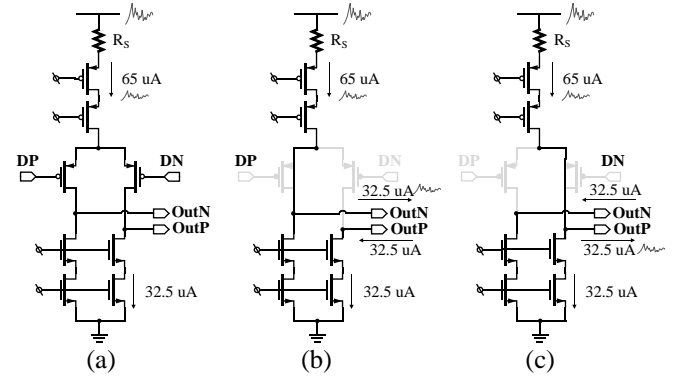 R_S
65 uA
DP
DN
OutN
OutP
32.5 uA
(a)
R_S
65 uA
DP
DN
32.5 uA
OutN
OutP
32.5 uA
32.5 uA
(b)
R_S
65 uA
DP
DN
32.5 uA
OutN
OutP
32.5 uA
32.5 uA
(c)